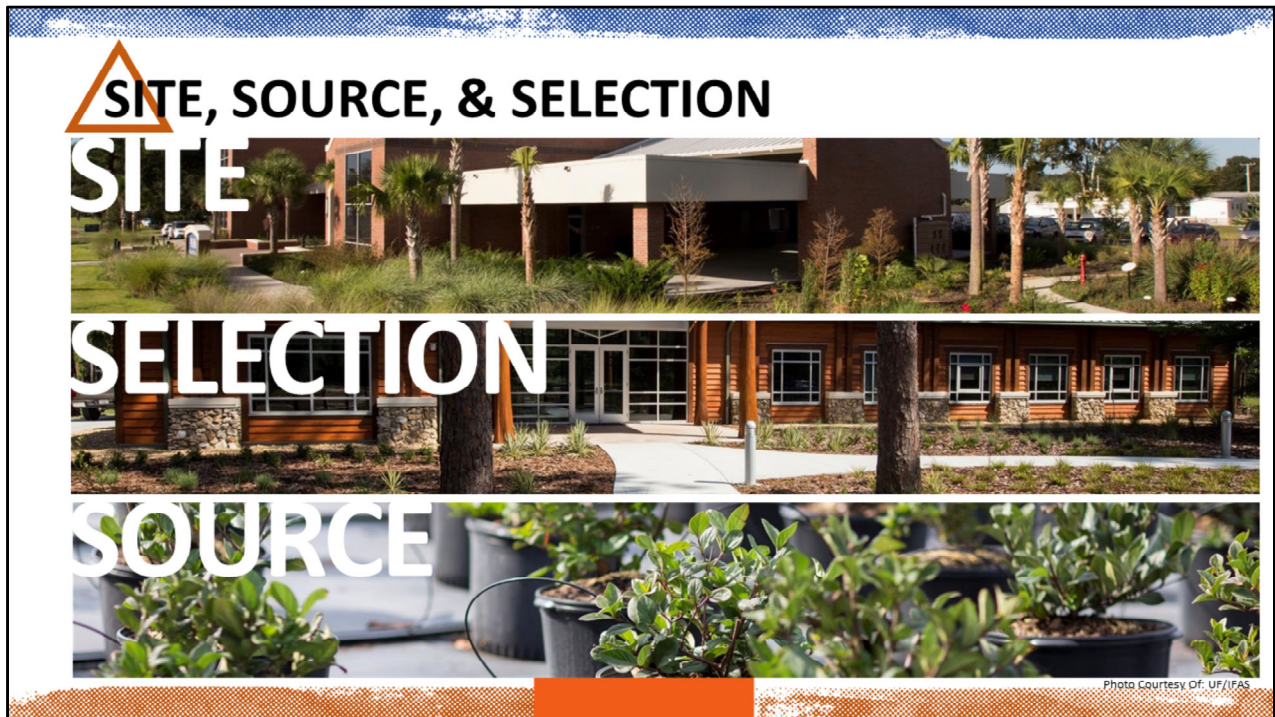 SITE, SOURCE, & SELECTION
SITE
SELECTION
SOURCE
Photo Courtesy Of: UF/IFAS